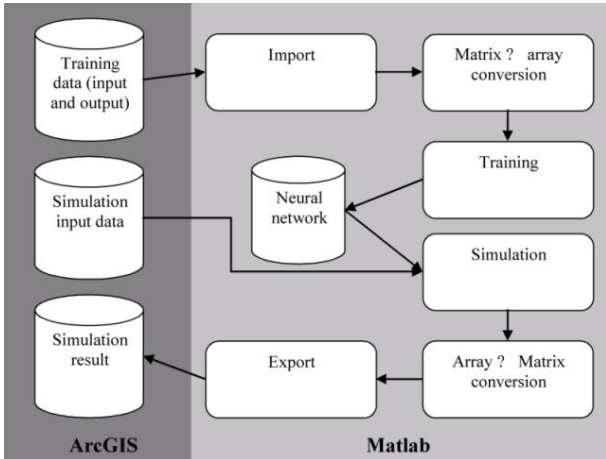 Training
data (input
and output)
Import
Matrix ? array
conversion
Training
Neural
network
Simulation
input data
Simulation
Simulation
result
Export
Array ? Matrix
conversion
ArcGIS
Matlab